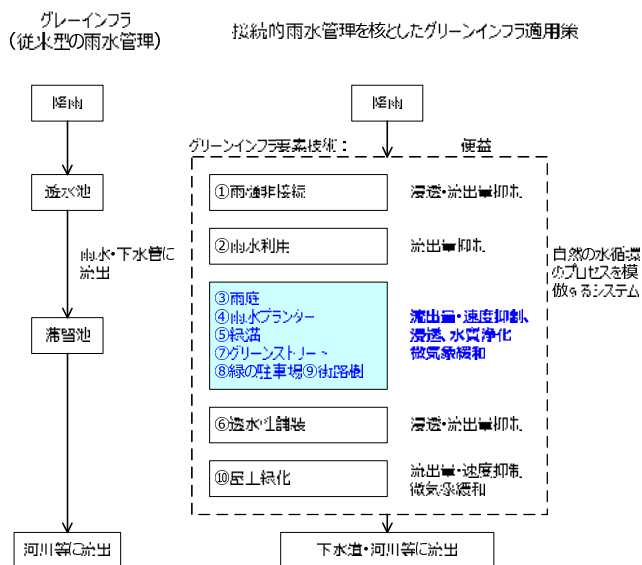 グレーインフラ
(従来型の雨水管理)
接続的雨水管理を核としたグリーンインフラ適用策
降雨
降雨
グリーンインフラ要素技術：
便益
遊水池
①雨樋非接続
浸透・流出量抑制
雨水・下水管に
流出
②雨水利用
流出量抑制
自然の水循環
のプロセスを模
倣するシステム
③雨庭
④雨水プランター
⑤緑溝
⑦グリーンストリート
⑧緑の駐車場⑨街路樹
流出量・速度抑制、
浸透、水質浄化
微気象緩和
滞留池
⑥透水性舗装
浸透・流出量抑制
⑩屋上緑化
流出量・速度抑制
微気象緩和
河川等に流出
下水道・河川等に流出